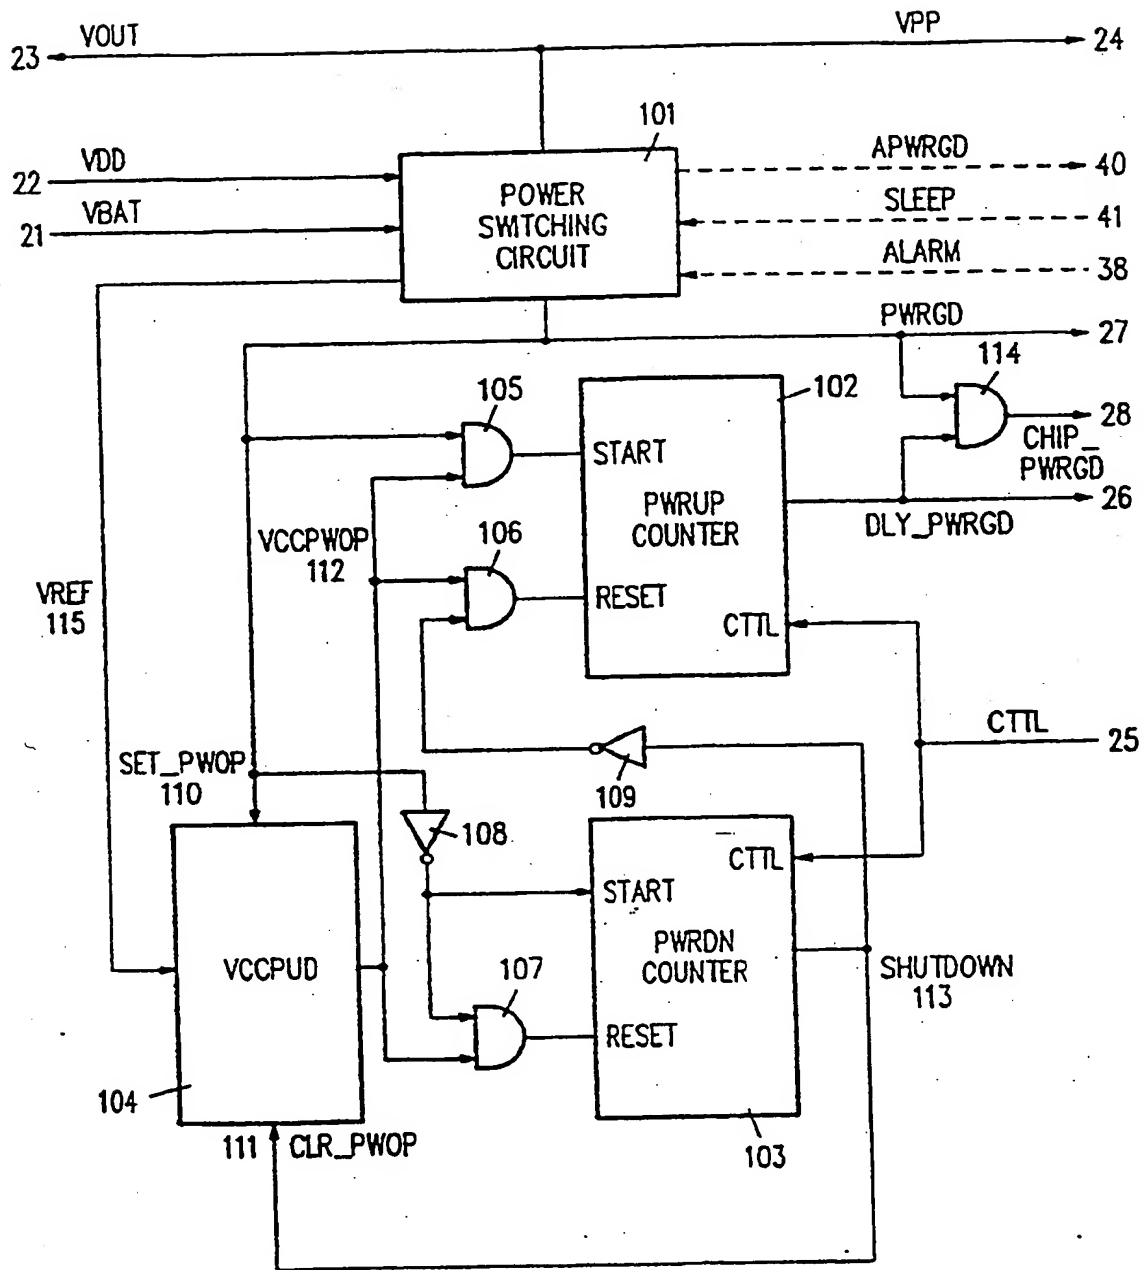 23 VOUT VPP 24
101
22 VDD APWRGD 40
POWER
SWITCHING
CIRCUIT
21 VBAT SLEEP 41
ALARM 38
PWRGD 27
105
102
114
28
CHIP_
PWRGD
START
PWRUP
COUNTER
26
DLY_PWRGD
VCCPWOP
112
106
VREF
115
RESET
CTTL
CTTL 25
SET_PWOP
110
109
108
CTTL
START
PWRDN
COUNTER
VCCPUD
107
SHUTDOWN
113
RESET
104
111 CLR_PWOP
103